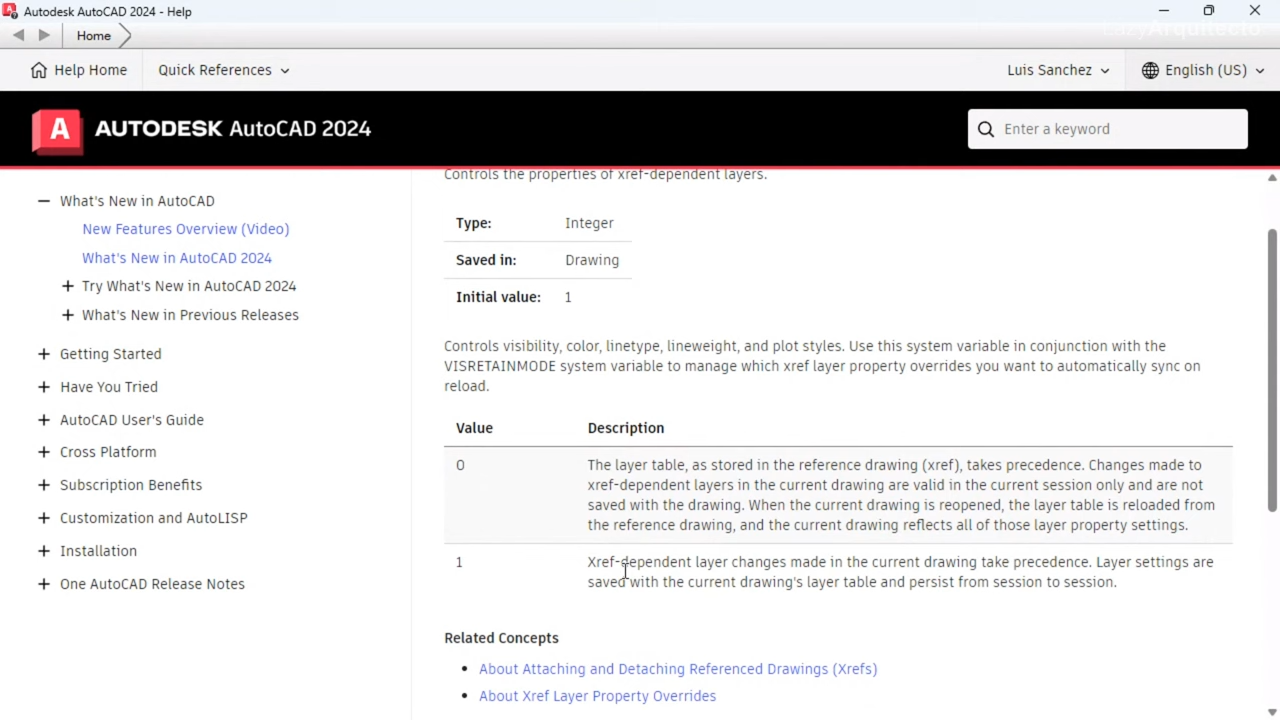 Autodesk AutoCAD 2024 - Help
Home
LazyArquitecto
Help Home
Quick References
Luis Sanchez
English (US)
A
AUTODESK AutoCAD 2024
Enter a keyword
What's New in AutoCAD
New Features Overview (Video)
What's New in AutoCAD 2024
Try What's New in AutoCAD 2024
What's New in Previous Releases
Getting Started
Have You Tried
AutoCAD User's Guide
Cross Platform
Subscription Benefits
Customization and AutoLISP
Installation
One AutoCAD Release Notes
Controls the properties of xref-dependent layers.
Type: Integer
Saved in: Drawing
Initial value: 1
Controls visibility, color, linetype, lineweight, and plot styles. Use this system variable in conjunction with the
VISRETAINMODE system variable to manage which xref layer property overrides you want to automatically sync on
reload.
Value Description
0 The layer table, as stored in the reference drawing (xref), takes precedence. Changes made to
xref-dependent layers in the current drawing are valid in the current session only and are not
saved with the drawing. When the current drawing is reopened, the layer table is reloaded from
the reference drawing, and the current drawing reflects all of those layer property settings.
1 Xref-dependent layer changes made in the current drawing take precedence. Layer settings are
saved with the current drawing's layer table and persist from session to session.
Related Concepts
• About Attaching and Detaching Referenced Drawings (Xrefs)
• About Xref Layer Property Overrides